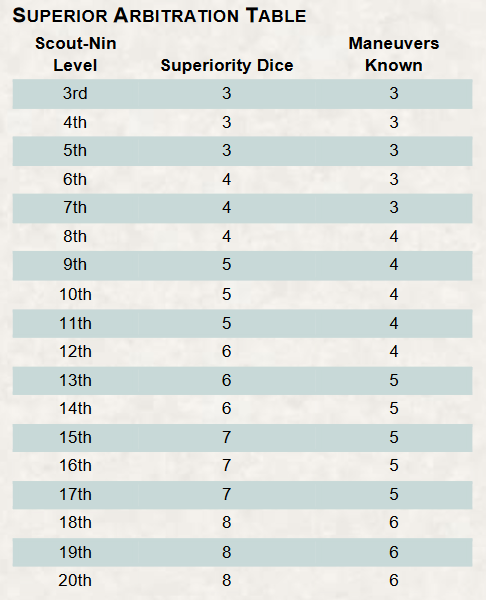 SUPERIOR ARBITRATION TABLE
Scout-Nin Level Superiority Dice Maneuvers Known
3rd 3 3
4th 3 3
5th 3 3
6th 4 3
7th 4 3
8th 4 4
9th 5 4
10th 5 4
11th 5 4
12th 6 4
13th 6 5
14th 6 5
15th 7 5
16th 7 5
17th 7 5
18th 8 6
19th 8 6
20th 8 6